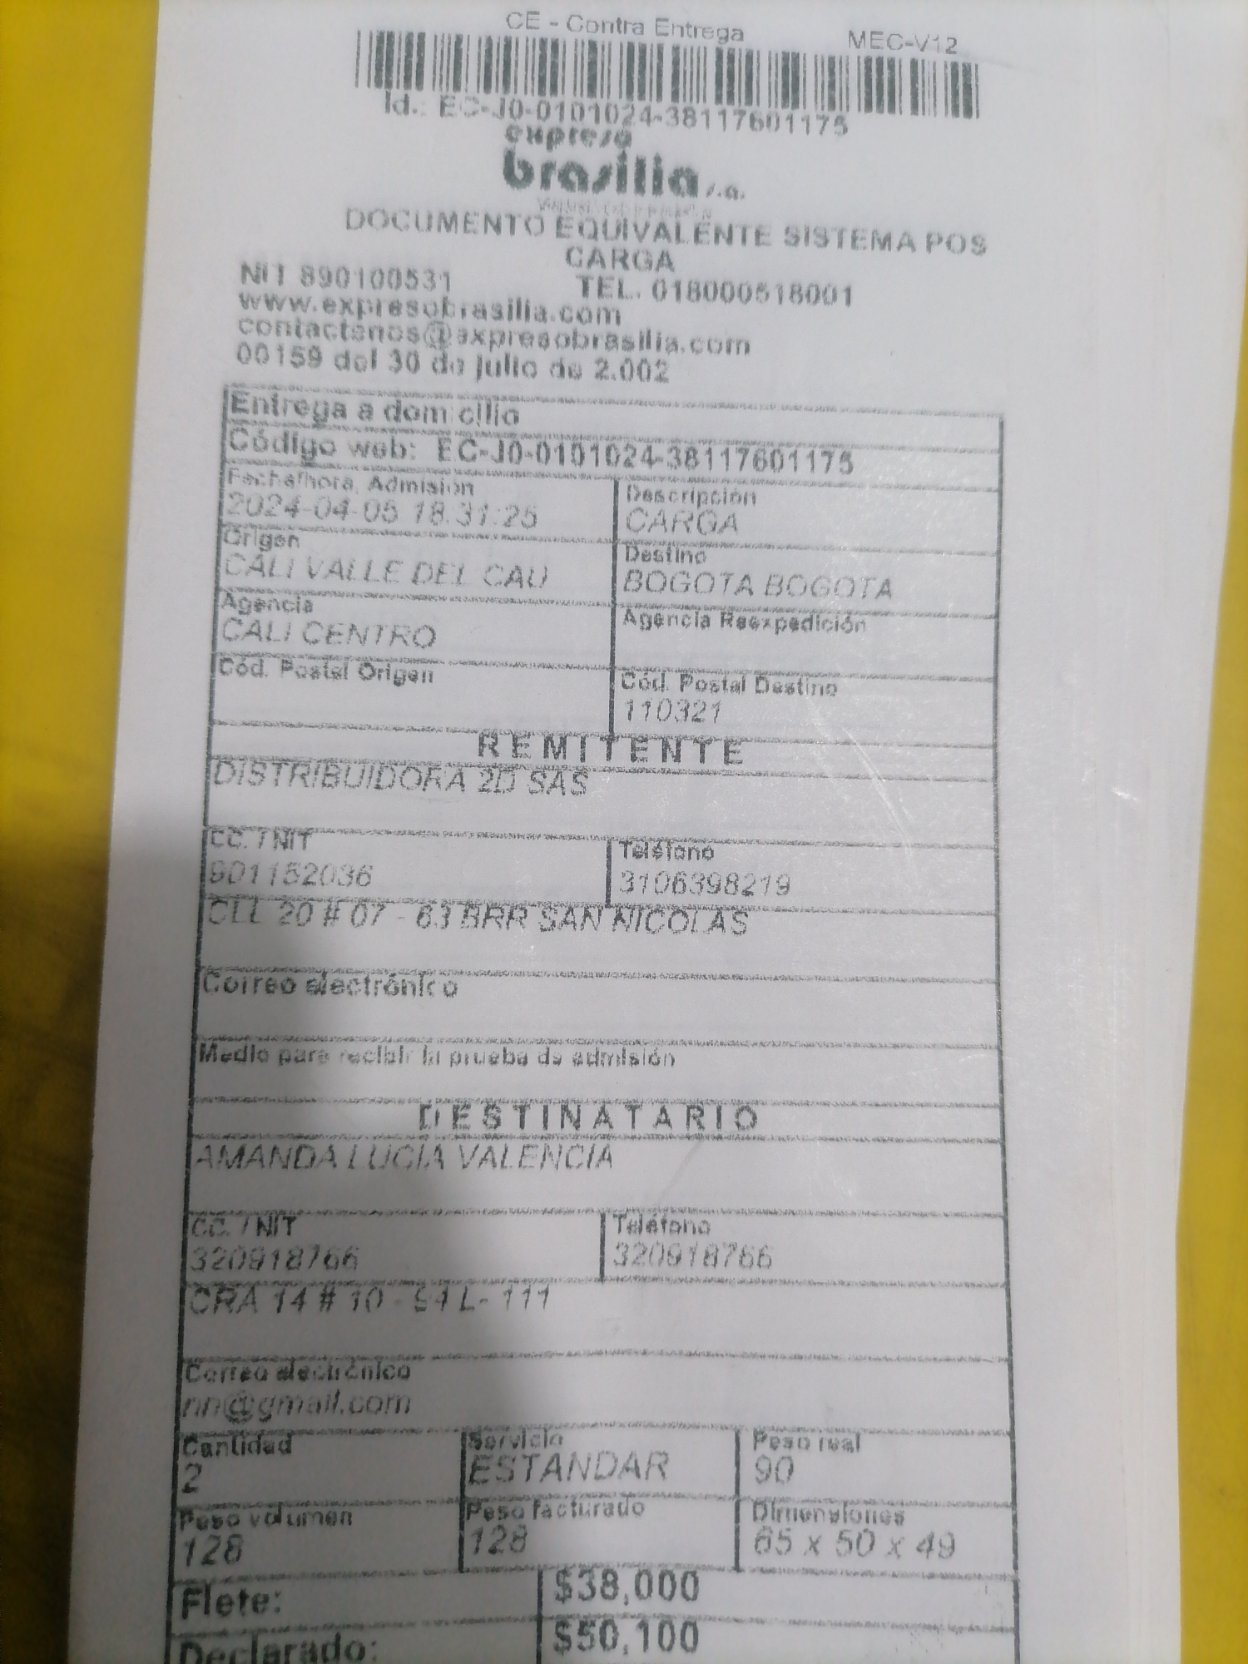 CE - Contra Entrega MEC-V12
Id.: EC-J0-0101024-38117601175
expreso
brasilia s.a.
DOCUMENTO EQUIVALENTE SISTEMA POS
CARGA
NIT 890100531 TEL. 018000518001
www.expresobrasilia.com
contactenos@expresobrasilia.com
00159 del 30 de julio de 2.002
Entrega a domicilio
Código web: EC-J0-0101024-38117601175
Fecha/hora Admisión Descripción
2024-04-05 18:31:25 CARGA
Origen Destino
CALI VALLE DEL CAU BOGOTA BOGOTA
Agencia Agencia Reexpedición
CALI CENTRO
Cód. Postal Origen Cód. Postal Destino
110321
REMITENTE
DISTRIBUIDORA 2D SAS
CC. / NIT Teléfono
901152036 3106398219
CLL 20 # 07 - 63 BRR SAN NICOLAS
Correo electrónico
Medio para recibir la prueba de admisión
DESTINATARIO
AMANDA LUCIA VALENCIA
CC. / NIT Teléfono
320918766 320918766
CRA 14 # 10 - 94 L- 111
Correo electrónico
nn@gmail.com
Cantidad Servicio Peso real
2 ESTANDAR 90
Peso volumen Peso facturado Dimensiones
128 128 65 x 50 x 49
Flete: $38,000
Declarado: $50,100